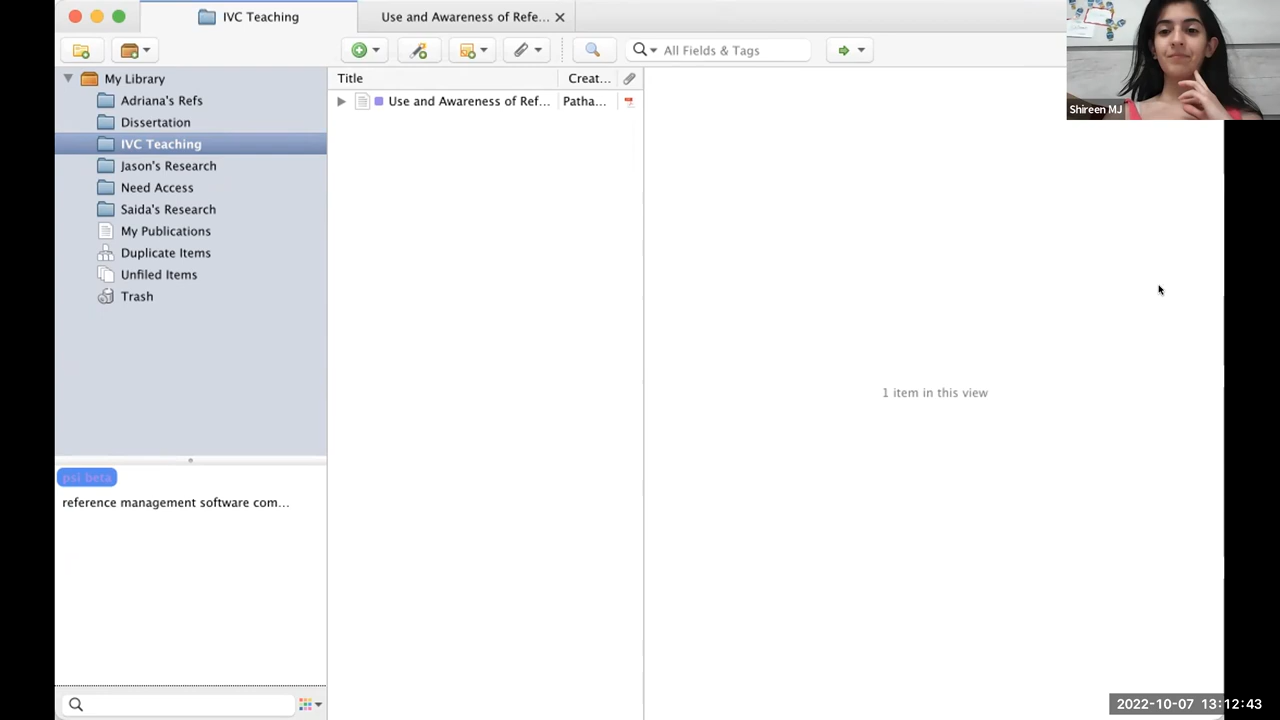 IVC Teaching
Use and Awareness of Refe...
All Fields & Tags
My Library
Adriana's Refs
Dissertation
IVC Teaching
Jason's Research
Need Access
Saida's Research
My Publications
Duplicate Items
Unfiled Items
Trash
psi beta
reference management software com...
Title
Creat...
Use and Awareness of Ref...
Patha...
1 item in this view
Shireen MJ
2022-10-07 13:12:43